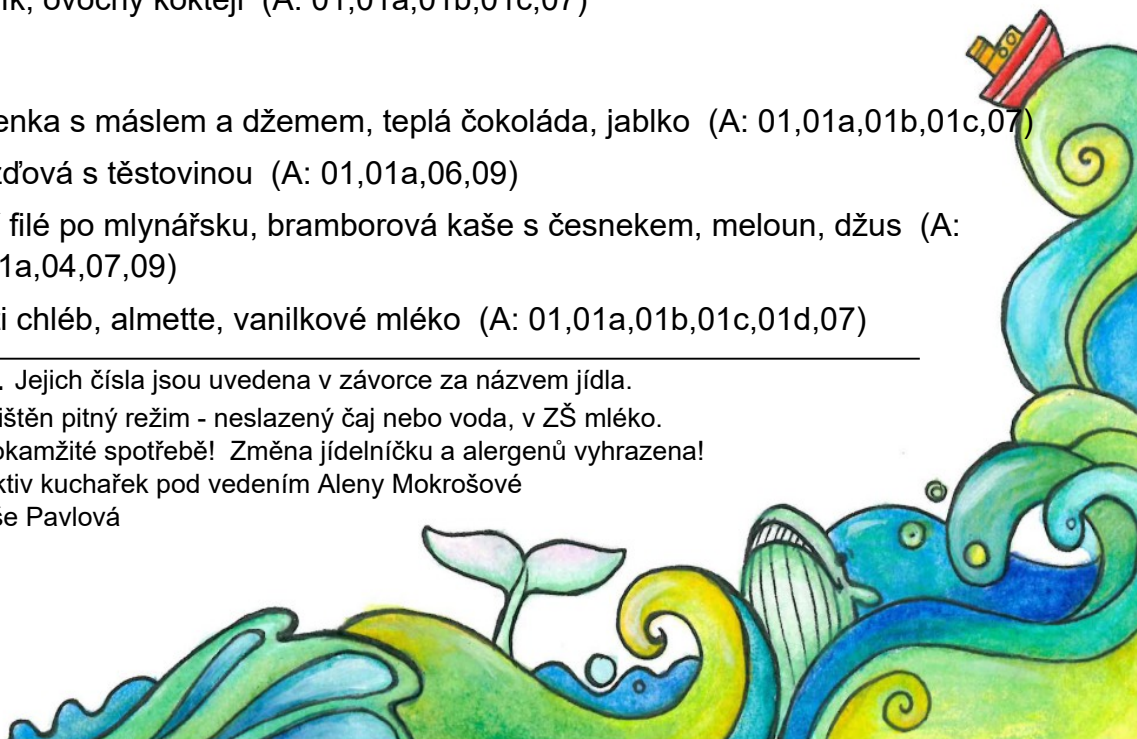 ík, ovocný koktejl (A: 01,01a,01b,01c,07)
enka s máslem a džemem, teplá čokoláda, jablko (A: 01,01a,01b,01c,07)
zďová s těstovinou (A: 01,01a,06,09)
filé po mlynářsku, bramborová kaše s česnekem, meloun, džus (A:
1a,04,07,09)
i chléb, almette, vanilkové mléko (A: 01,01a,01b,01c,01d,07)
. Jejich čísla jsou uvedena v závorce za názvem jídla.
ištěn pitný režim - neslazený čaj nebo voda, v ZŠ mléko.
okamžité spotřebě! Změna jídelníčku a alergenů vyhrazena!
ktiv kuchařek pod vedením Aleny Mokrošové
še Pavlová